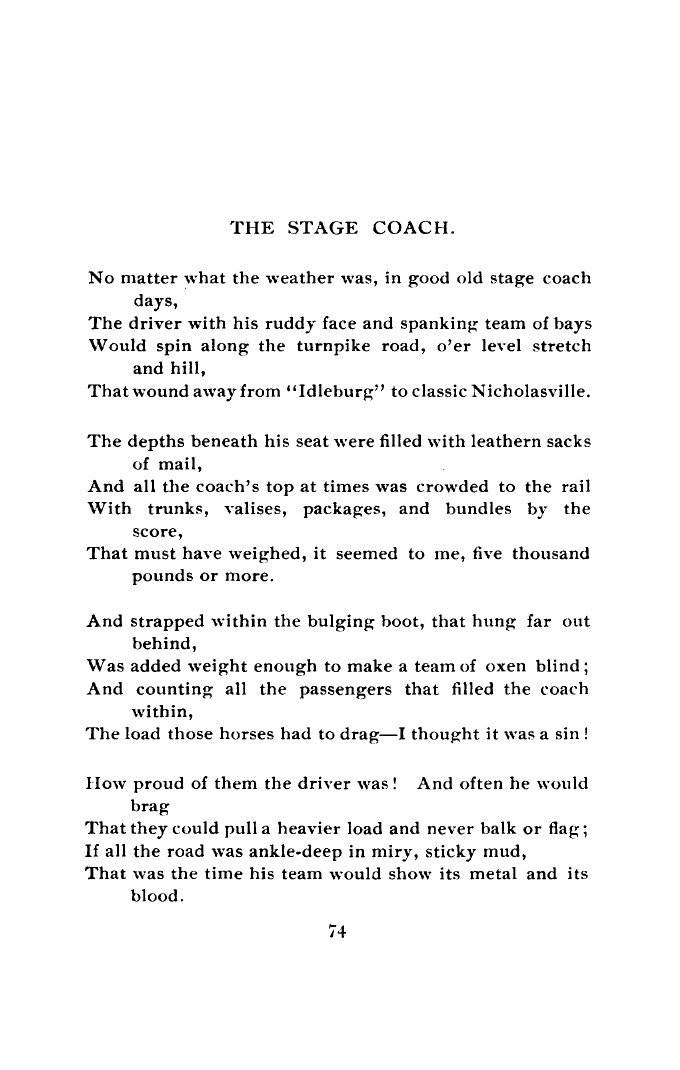 THE STAGE COACH.
No matter what the weather was, in good old stage coach
days,
The driver with his ruddy face and spanking team of bays
Would spin along the turnpike road, o'er level stretch
and hill,
That wound away from "Idleburg" to classic Nicholasville.
The depths beneath his seat were filled with leathern sacks
of mail,
And all the coach's top at times was crowded to the rail
With trunks, valises, packages, and bundles by the
score,
That must have weighed, it seemed to me, five thousand
pounds or more.
And strapped within the bulging boot, that hung far out
behind,
Was added weight enough to make a team of oxen blind;
And counting all the passengers that filled the coach
within,
The load those horses had to drag—I thought it was a sin!
How proud of them the driver was! And often he would
brag
That they could pull a heavier load and never balk or flag;
If all the road was ankle-deep in miry, sticky mud,
That was the time his team would show its metal and its
blood.
74